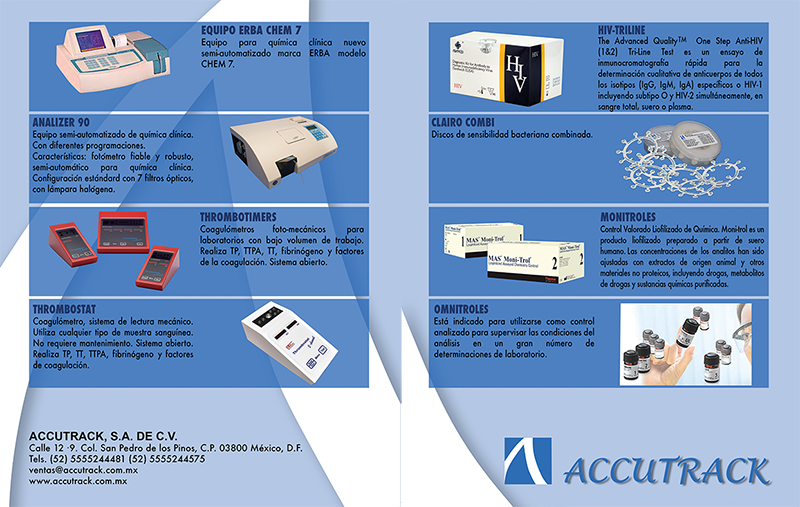 EQUIPO ERBA CHEM 7
Equipo para química clínica nuevo
semi-automatizado marca ERBA modelo
CHEM 7.
ANALIZER 90
Equipo semi-automatizado de química clínica.
Con diferentes programaciones.
Características: fotómetro fiable y robusto,
semi-automático para química clínica.
Configuración estándard con 7 filtros ópticos,
con lámpara halógena.
THROMBOTIMERS
Coagulómetros foto-mecánicos para
laboratorios con bajo volumen de trabajo.
Realiza TP, TTPA, TT, fibrinógeno y factores
de la coagulación. Sistema abierto.
THROMBOSTAT
Coagulómetro, sistema de lectura mecánico.
Utiliza cualquier tipo de muestra sangunea.
No requiere mantenimiento. Sistema abierto.
Realiza TP, TT, TTPA, fibrinógeno y factores
de coagulación.
ACCUTRACK, S.A. DE C.V.
Calle 12 ·9. Col. San Pedro de los Pinos, C.P. 03800 México, D.F.
Tels. (52) 5555244481 (52) 5555244575
ventas@accutrack.com.mx
www.accutrack.com.mx
HIV
HIV
HIV-TRILINE
The Advanced Quality™ One Step Anti-HIV
(1&2) Tri-Line Test es un ensayo de
inmunocromatografia rápida para la
determinación cualitativa de anticuerpos de todos
los isotipos (IgG, IgM, IgA) específicos o HIV-1
incluyendo subtipo O y HIV-2 simultáneamente, en
sangre total, suero o plasma.
CLAIRO COMBI
Discos de sensibilidad bacteriana combinada.
MAS® Moni-Trol®
1
MAS® Moni-Trol®
2
MONITROLES
Control Valorado Liofilizado de Química. Moni-trol es un
producto liofilizado preparado a partir de suero
humano. Las concentraciones de los analitos han sido
ajustadas con extractos de origen animal y otros
materiales no proteicos, incluyendo drogas, metabolitos
de drogas y sustancias químicas purificadas.
OMNITROLES
Está indicado para utilizarse como control
analizado para supervisar las condiciones del
análisis en un gran número de
determinaciones de laboratorio.
ACCUTRACK